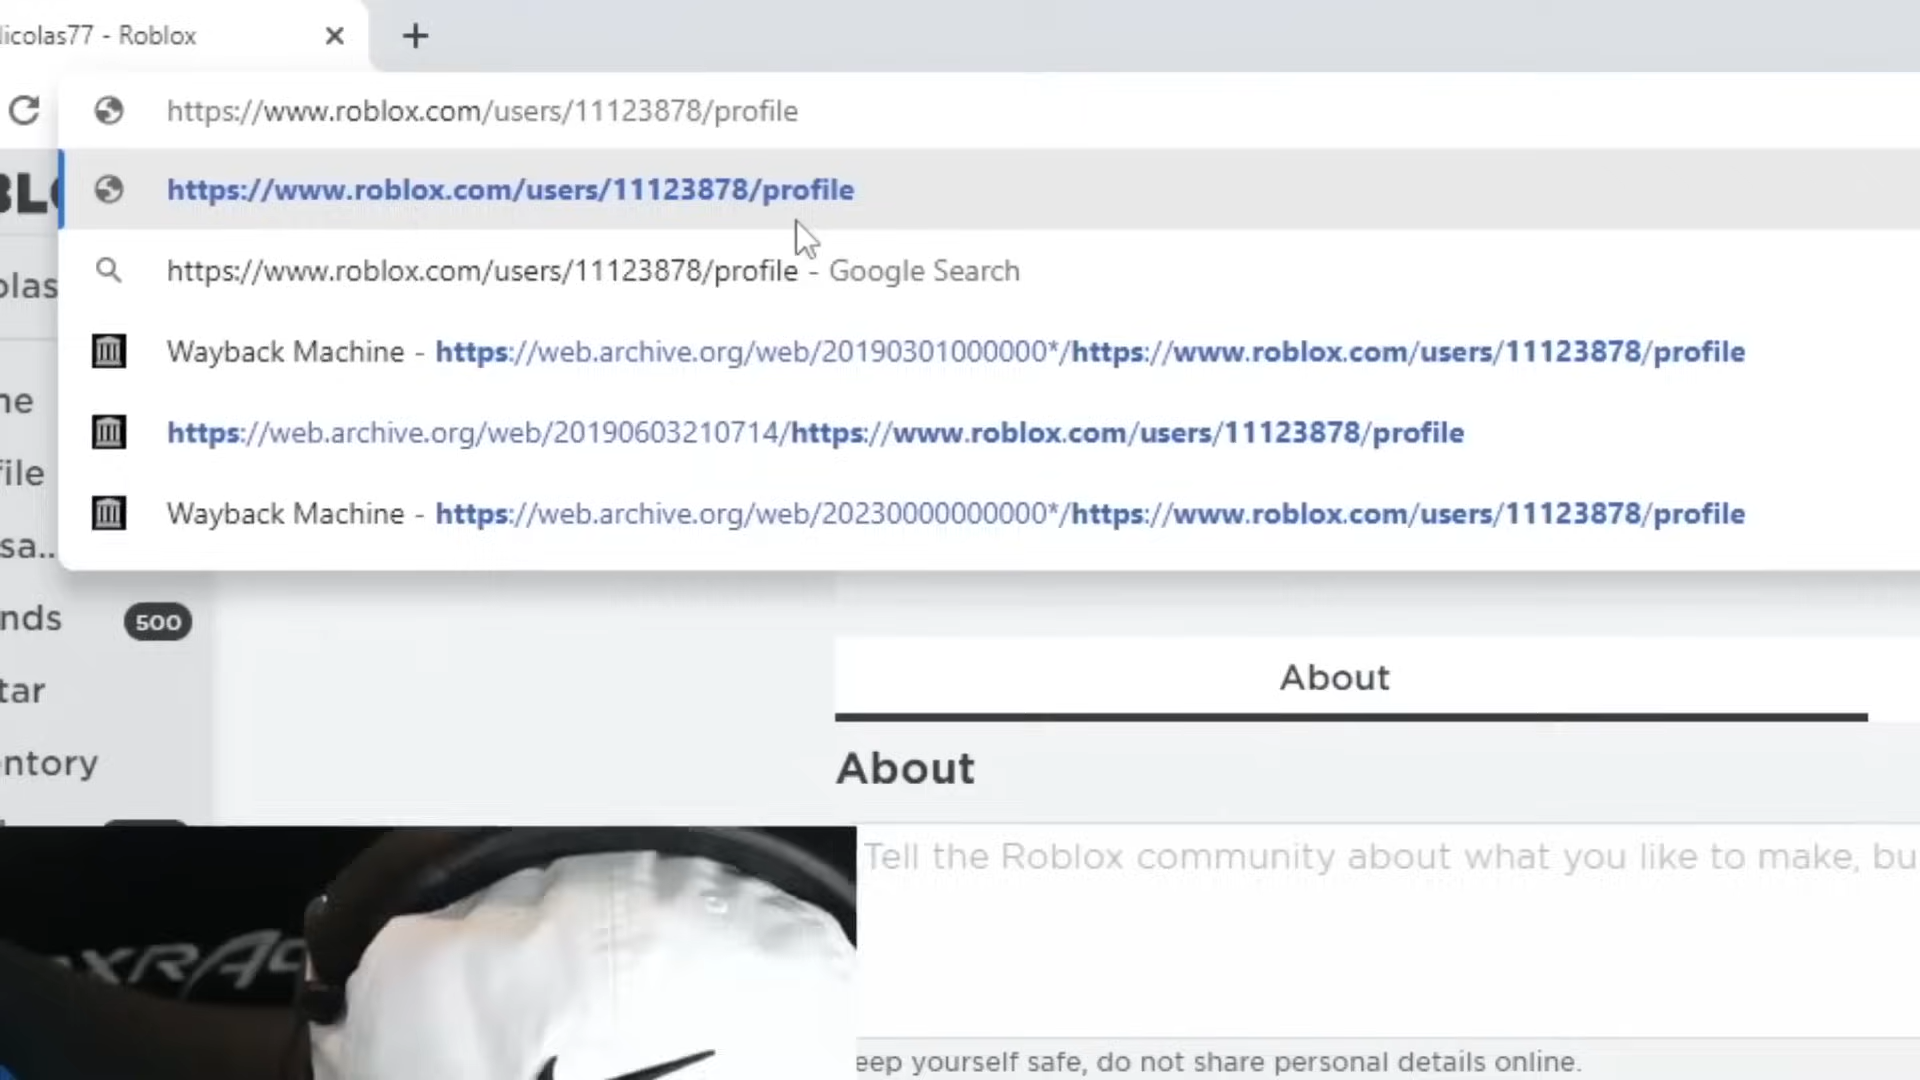 icolas77 - Roblox
https://www.roblox.com/users/11123878/profile
https://www.roblox.com/users/11123878/profile
https://www.roblox.com/users/11123878/profile - Google Search
Wayback Machine - https://web.archive.org/web/20190301000000*/https://www.roblox.com/users/11123878/profile
https://web.archive.org/web/20190603210714/https://www.roblox.com/users/11123878/profile
Wayback Machine - https://web.archive.org/web/20230000000000*/https://www.roblox.com/users/11123878/profile
BLO
olas
me
file
sa...
nds
500
tar
entory
About
About
Tell the Roblox community about what you like to make, bu
eep yourself safe, do not share personal details online.